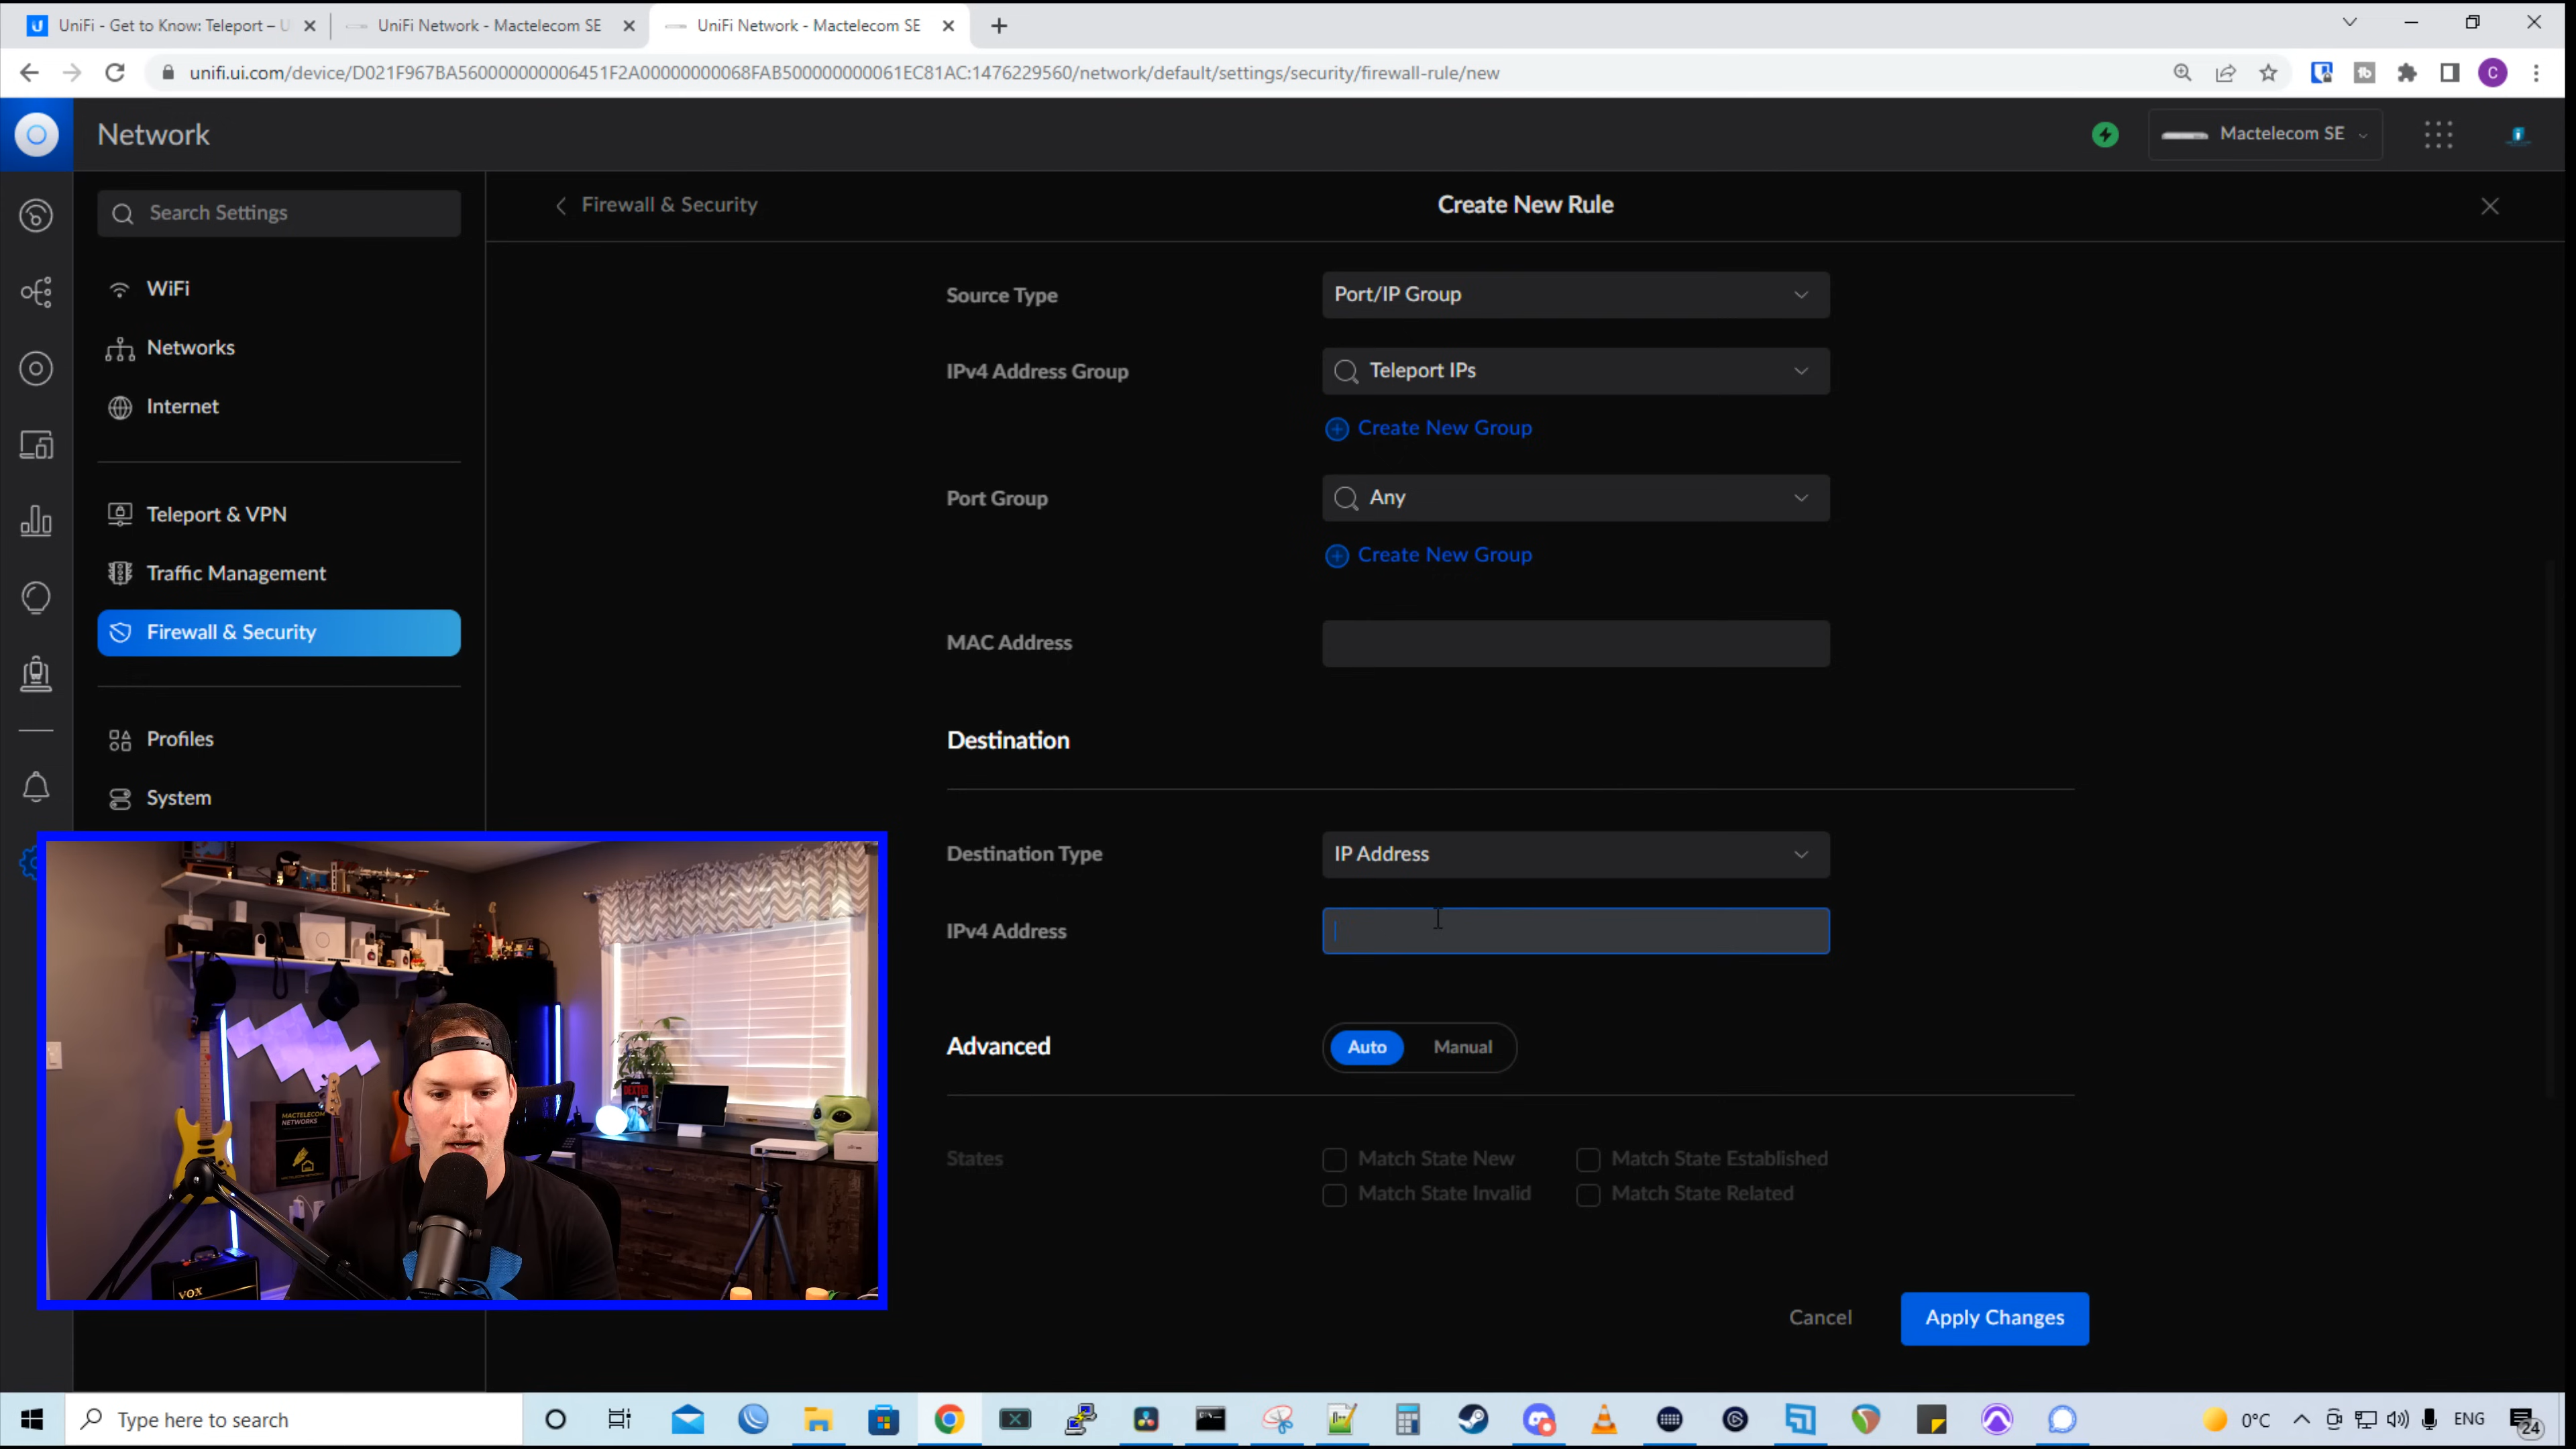 UniFi - Get to Know: Teleport – U
UniFi Network - Mactelecom SE
UniFi Network - Mactelecom SE
unifi.ui.com/device/D021F967BA560000000006451F2A00000000068FAB500000000061EC81AC:1476229560/network/default/settings/security/firewall-rule/new
C
Network
Mactelecom SE
Search Settings
Firewall & Security
Create New Rule
WiFi
Networks
Internet
Teleport & VPN
Traffic Management
Firewall & Security
Profiles
System
Source Type
Port/IP Group
IPv4 Address Group
Teleport IPs
Create New Group
Port Group
Any
Create New Group
MAC Address
Destination
Destination Type
IP Address
IPv4 Address
Advanced
Auto
Manual
States
Match State New
Match State Established
Match State Invalid
Match State Related
Cancel
Apply Changes
MACTELECOM
NETWORKS
DEXTER
VOX
Type here to search
0°C
ENG
24